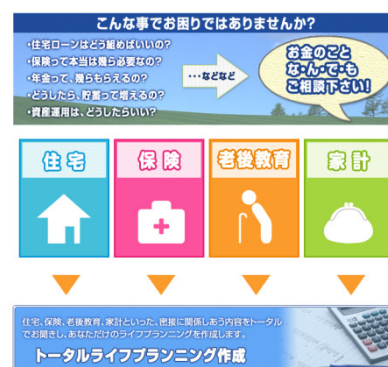 こんな事でお困りではありませんか?
・住宅ローンはどう組めばいいの?
・保険って本当は幾ら必要なの?
・年金って、幾らもらえるの?
・どうしたら、貯蓄って増えるの?
・資産運用は、どうしたらいい?
…などなど
お金のこと
な・ん・で・も
ご相談下さい!
住宅
保険
老後教育
家計
住宅、保険、老後教育、家計といった、密接に関係しあう内容をトータル
でお聞きし、あなただけのライフプランニングを作成します。
トータルライフプランニング作成